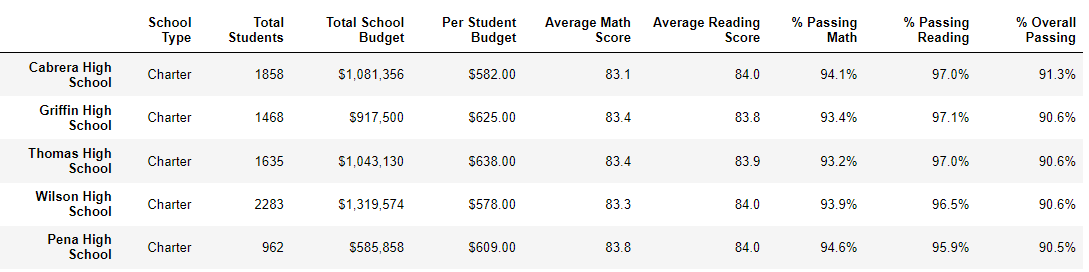 School Type Total Students Total School Budget Per Student Budget Average Math Score Average Reading Score % Passing Math % Passing Reading % Overall Passing
Cabrera High School Charter 1858 $1,081,356 $582.00 83.1 84.0 94.1% 97.0% 91.3%
Griffin High School Charter 1468 $917,500 $625.00 83.4 83.8 93.4% 97.1% 90.6%
Thomas High School Charter 1635 $1,043,130 $638.00 83.4 83.9 93.2% 97.0% 90.6%
Wilson High School Charter 2283 $1,319,574 $578.00 83.3 84.0 93.9% 96.5% 90.6%
Pena High School Charter 962 $585,858 $609.00 83.8 84.0 94.6% 95.9% 90.5%